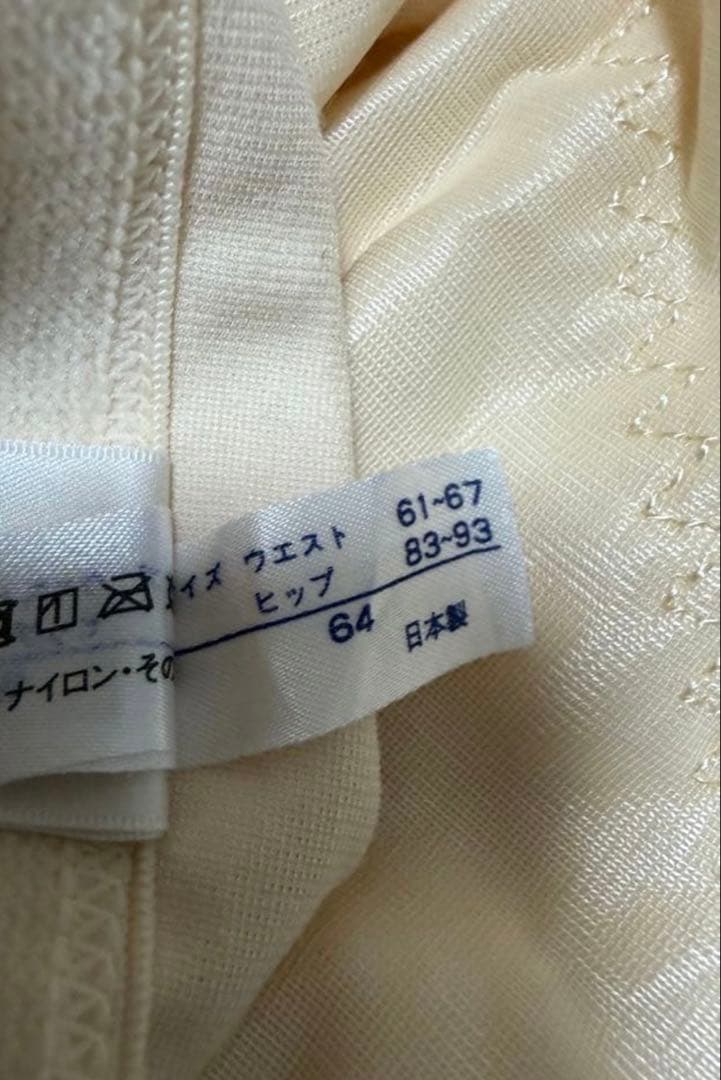 サイズ ウエスト 61~67
ヒップ 83~93
64 日本製
ナイロン・その